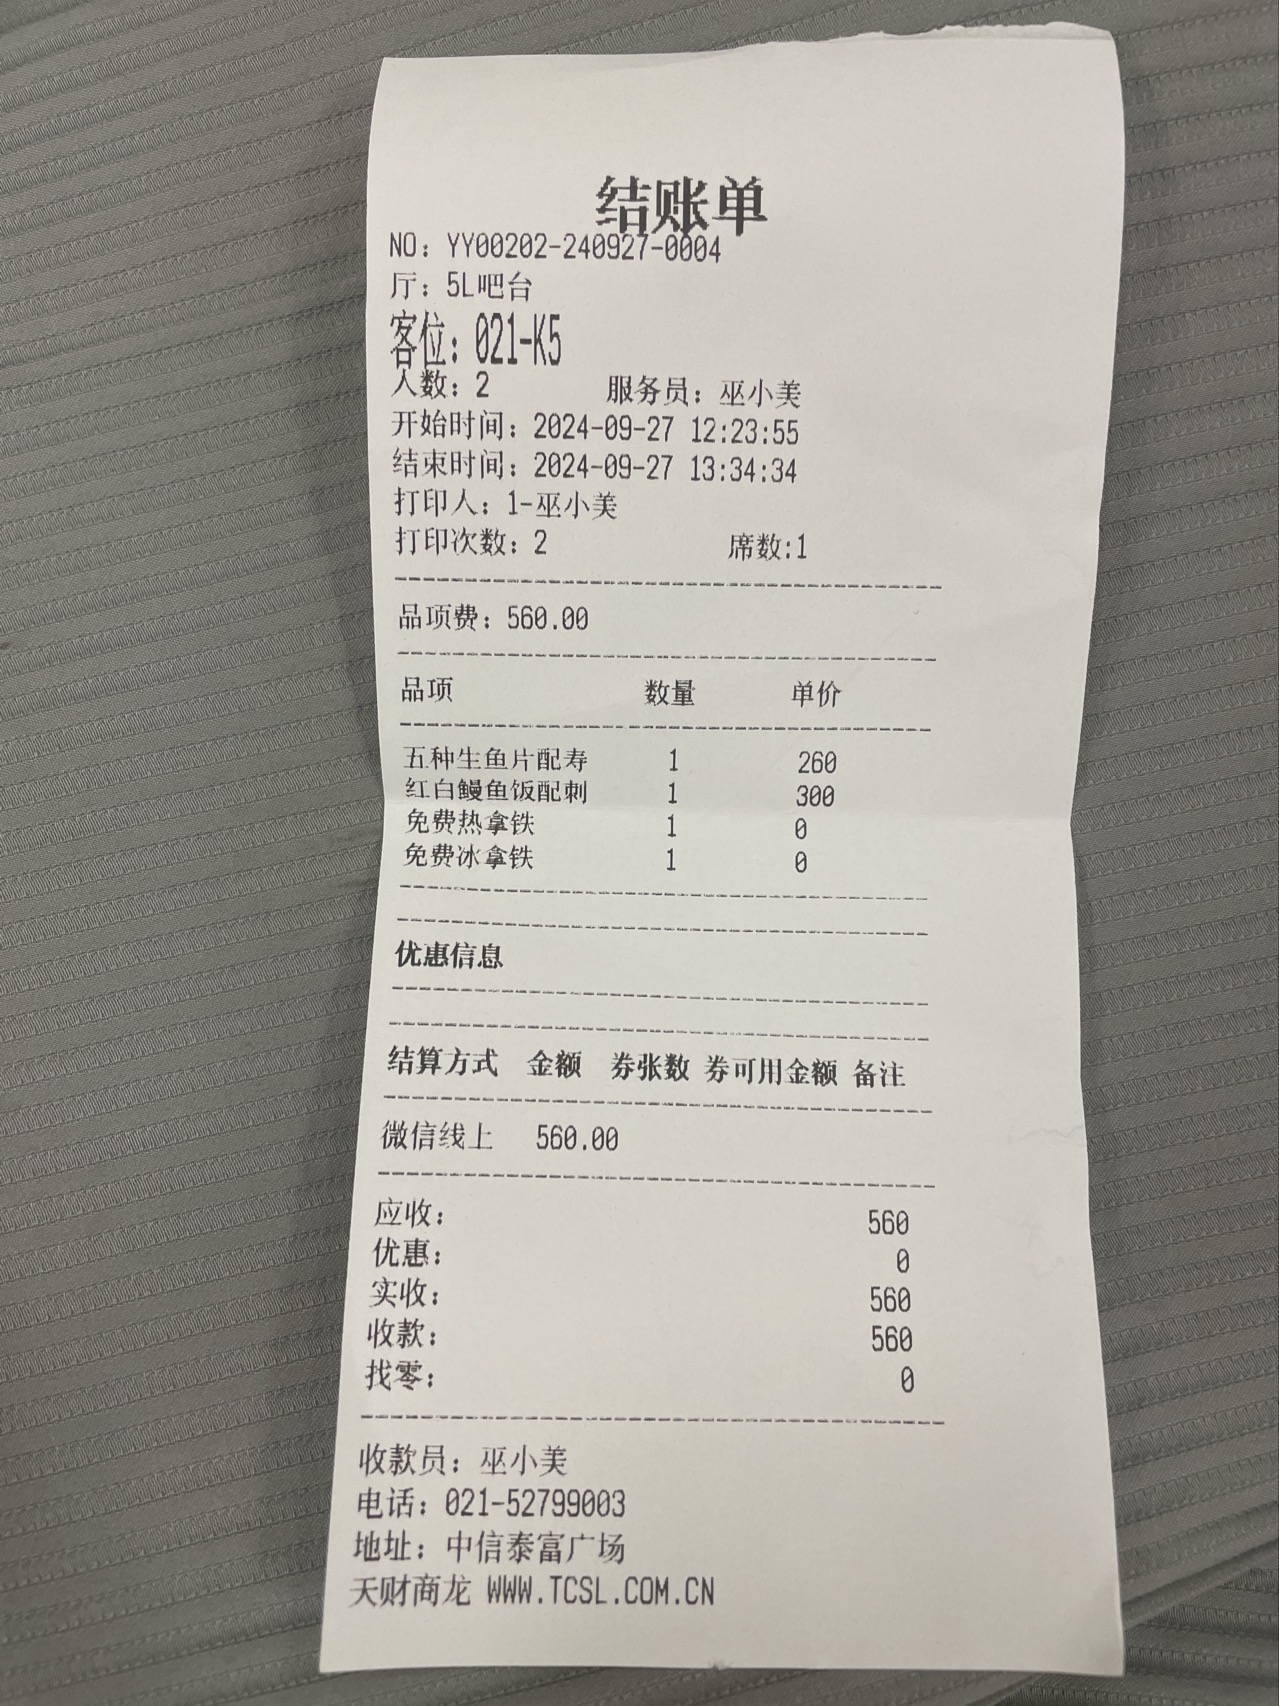 结账单
NO: YY00202-240927-0004
厅: 5L吧台
客位: 021-K5
人数: 2 服务员: 巫小美
开始时间: 2024-09-27 12:23:55
结束时间: 2024-09-27 13:34:34
打印人: 1-巫小美
打印次数: 2 席数:1
品项费: 560.00
品项 数量 单价
五种生鱼片配寿 1 260
红白鳗鱼饭配刺 1 300
免费热拿铁 1 0
免费冰拿铁 1 0
优惠信息
结算方式 金额 券张数 券可用金额 备注
微信线上 560.00
应收: 560
优惠: 0
实收: 560
收款: 560
找零: 0
收款员: 巫小美
电话: 021-52799003
地址: 中信泰富广场
天财商龙 WWW.TCSL.COM.CN